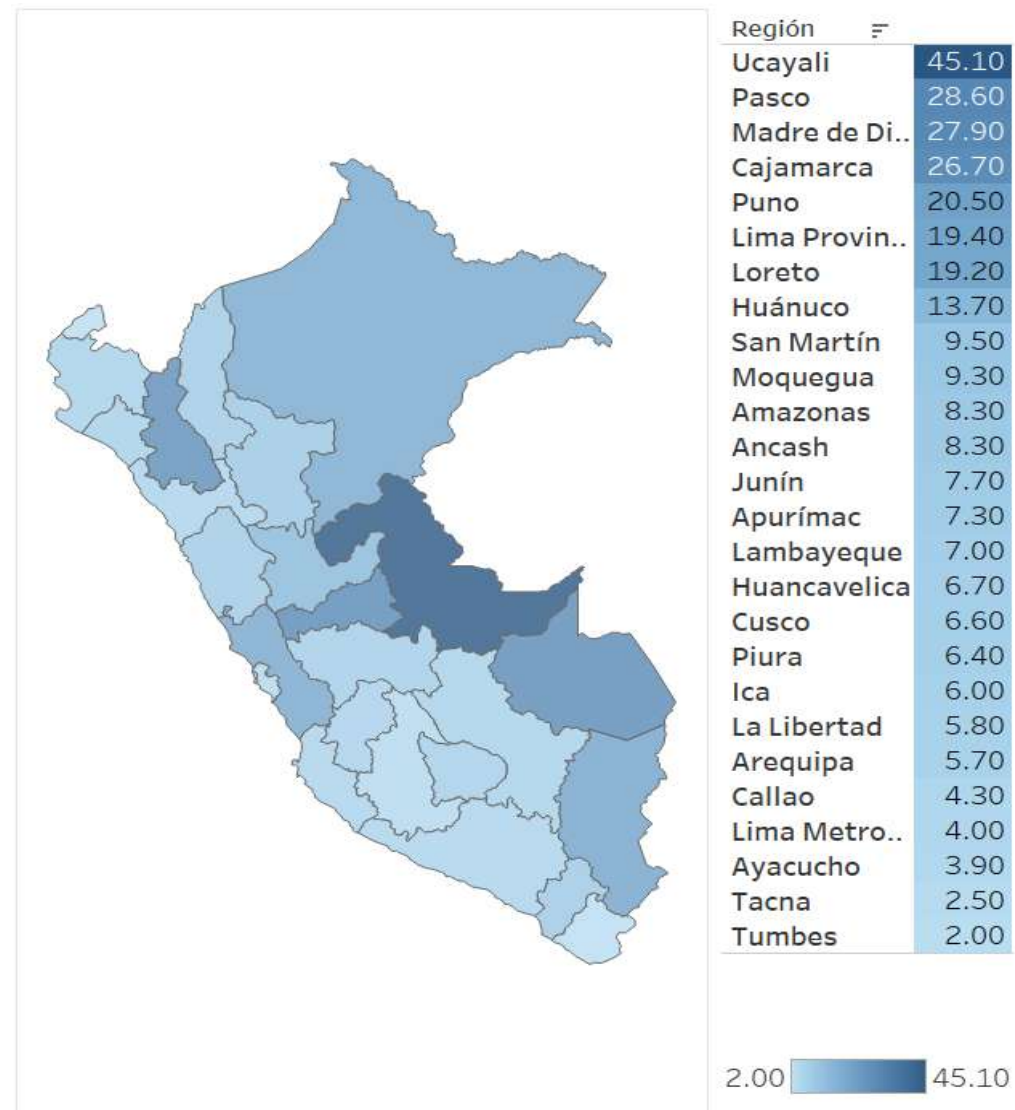 Región
Ucayali 45.10
Pasco 28.60
Madre de Di.. 27.90
Cajamarca 26.70
Puno 20.50
Lima Provin.. 19.40
Loreto 19.20
Huánuco 13.70
San Martín 9.50
Moquegua 9.30
Amazonas 8.30
Ancash 8.30
Junín 7.70
Apurímac 7.30
Lambayeque 7.00
Huancavelica 6.70
Cusco 6.60
Piura 6.40
Ica 6.00
La Libertad 5.80
Arequipa 5.70
Callao 4.30
Lima Metro.. 4.00
Ayacucho 3.90
Tacna 2.50
Tumbes 2.00
2.00 45.10